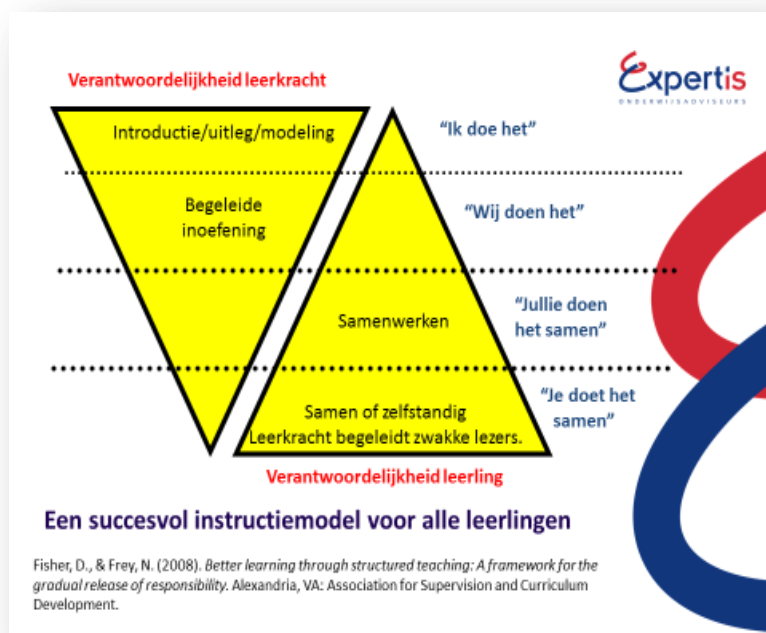 Verantwoordelijkheid leerkracht
Expertis
ONDERWIJSADVISEURS
Introductie/uitleg/modeling
"Ik doe het"
Begeleide
inoefening
"Wij doen het"
Samenwerken
"Jullie doen
het samen"
Samen of zelfstandig
Leerkracht begeleidt zwakke lezers.
"Je doet het
samen"
Verantwoordelijkheid leerling
Een succesvol instructiemodel voor alle leerlingen
Fisher, D., & Frey, N. (2008). Better learning through structured teaching: A framework for the
gradual release of responsibility. Alexandria, VA: Association for Supervision and Curriculum
Development.